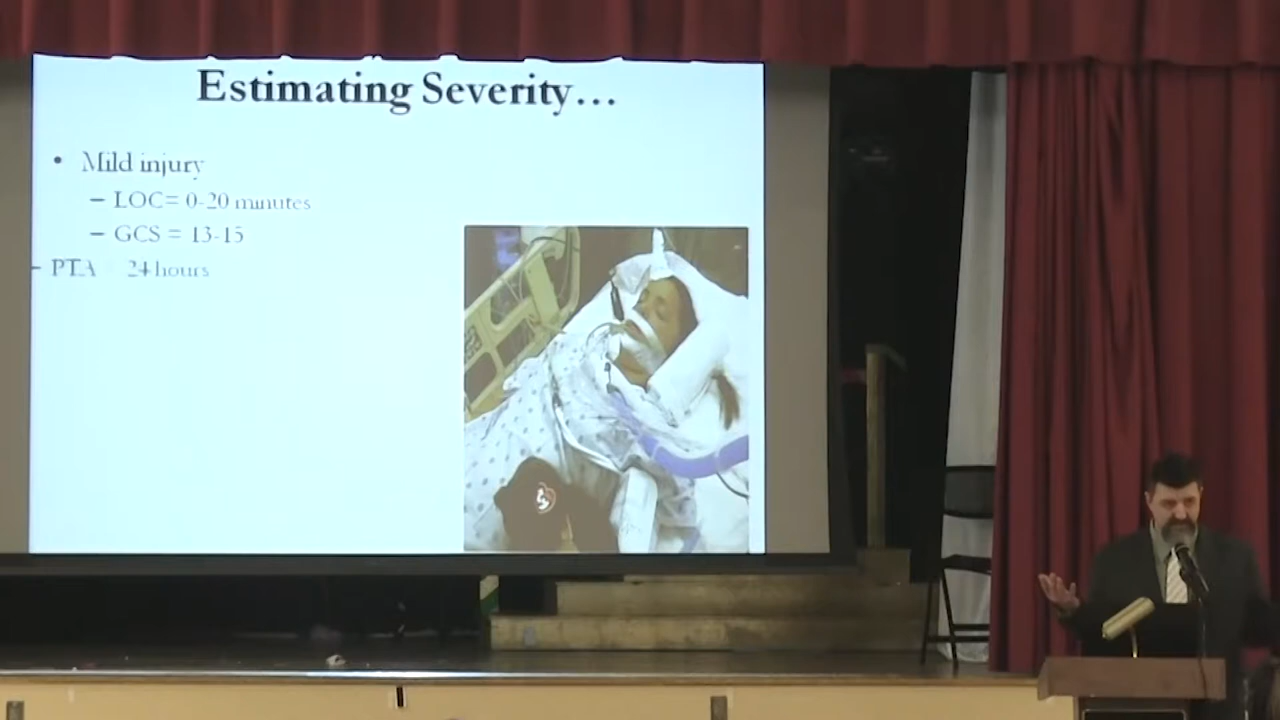 Estimating Severity…
• Mild injury
– LOC= 0-20 minutes
– GCS = 13-15
– PTA 24 hours